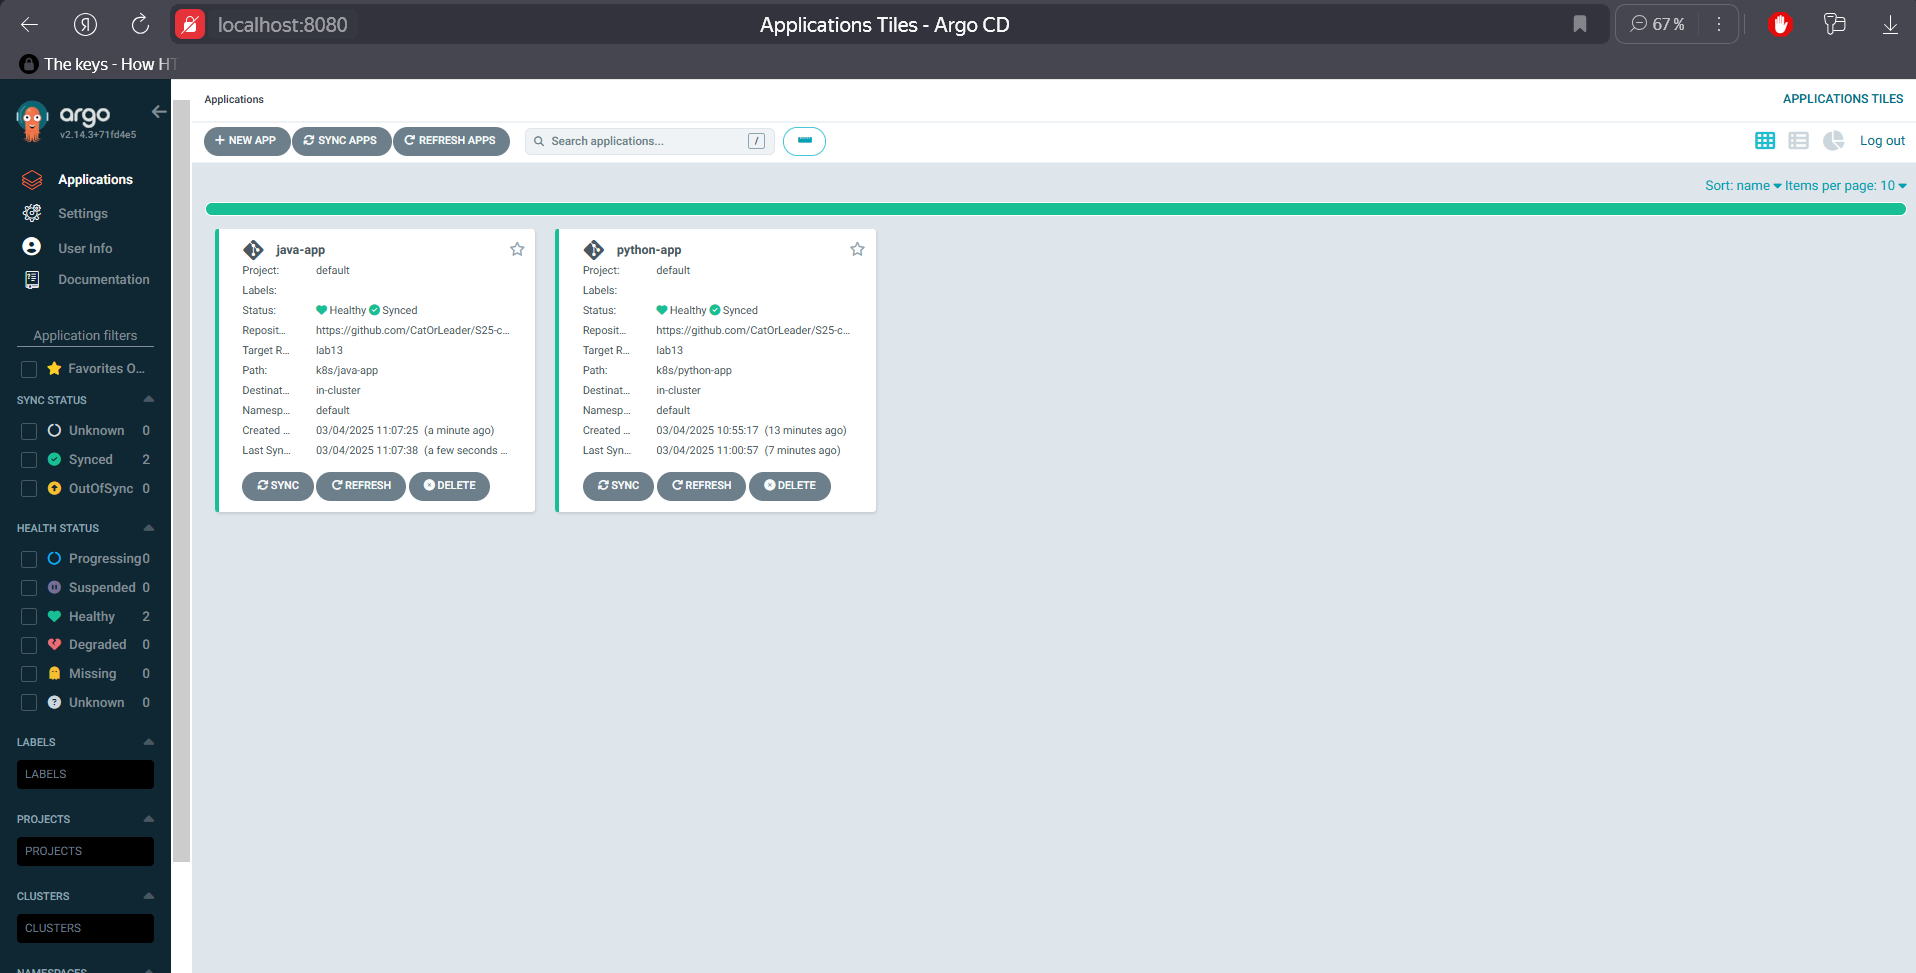 Я
localhost:8080
Applications Tiles - Argo CD
67 %
The keys - How HT
argo
v2.14.3+71fd4e5
Applications
Settings
User Info
Documentation
Application filters
Favorites O...
SYNC STATUS
Unknown 0
Synced 2
OutOfSync 0
HEALTH STATUS
Progressing 0
Suspended 0
Healthy 2
Degraded 0
Missing 0
Unknown 0
LABELS
LABELS
PROJECTS
PROJECTS
CLUSTERS
CLUSTERS
NAMESPACES
Applications
APPLICATIONS TILES
+ NEW APP SYNC APPS REFRESH APPS Search applications... /
Log out
Sort: name Items per page: 10
java-app
Project: default
Labels:
Status: Healthy Synced
Reposit... https://github.com/CatOrLeader/S25-c...
Target R... lab13
Path: k8s/java-app
Destinat... in-cluster
Namesp... default
Created ... 03/04/2025 11:07:25 (a minute ago)
Last Syn... 03/04/2025 11:07:38 (a few seconds ...
SYNC REFRESH DELETE
python-app
Project: default
Labels:
Status: Healthy Synced
Reposit... https://github.com/CatOrLeader/S25-c...
Target R... lab13
Path: k8s/python-app
Destinat... in-cluster
Namesp... default
Created ... 03/04/2025 10:55:17 (13 minutes ago)
Last Syn... 03/04/2025 11:00:57 (7 minutes ago)
SYNC REFRESH DELETE